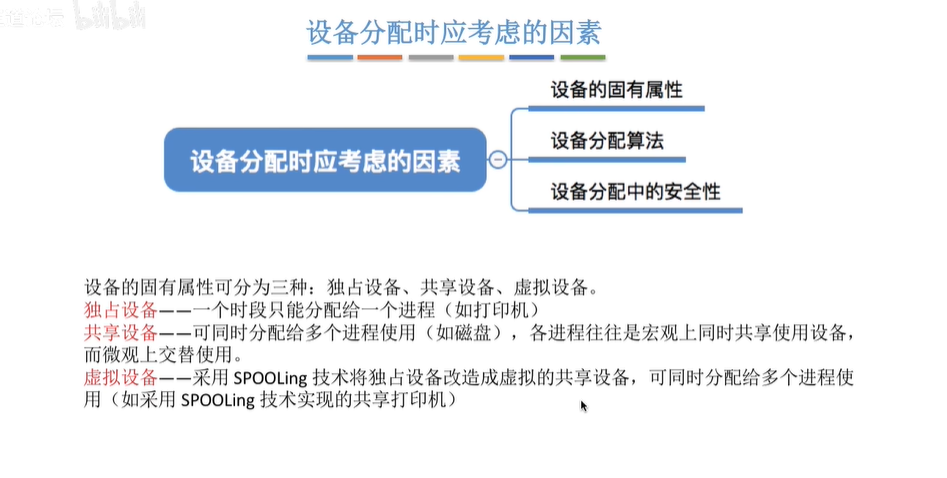 设备分配时应考虑的因素
设备的固有属性
设备分配算法
设备分配时应考虑的因素
设备分配中的安全性
设备的固有属性可分为三种：独占设备、共享设备、虚拟设备。
独占设备——一个时段只能分配给一个进程（如打印机）
共享设备——可同时分配给多个进程使用（如磁盘），各进程往往是宏观上同时共享使用设备，
而微观上交替使用。
虚拟设备——采用 SPOOLing 技术将独占设备改造成虚拟的共享设备，可同时分配给多个进程使
用（如采用 SPOOLing 技术实现的共享打印机）